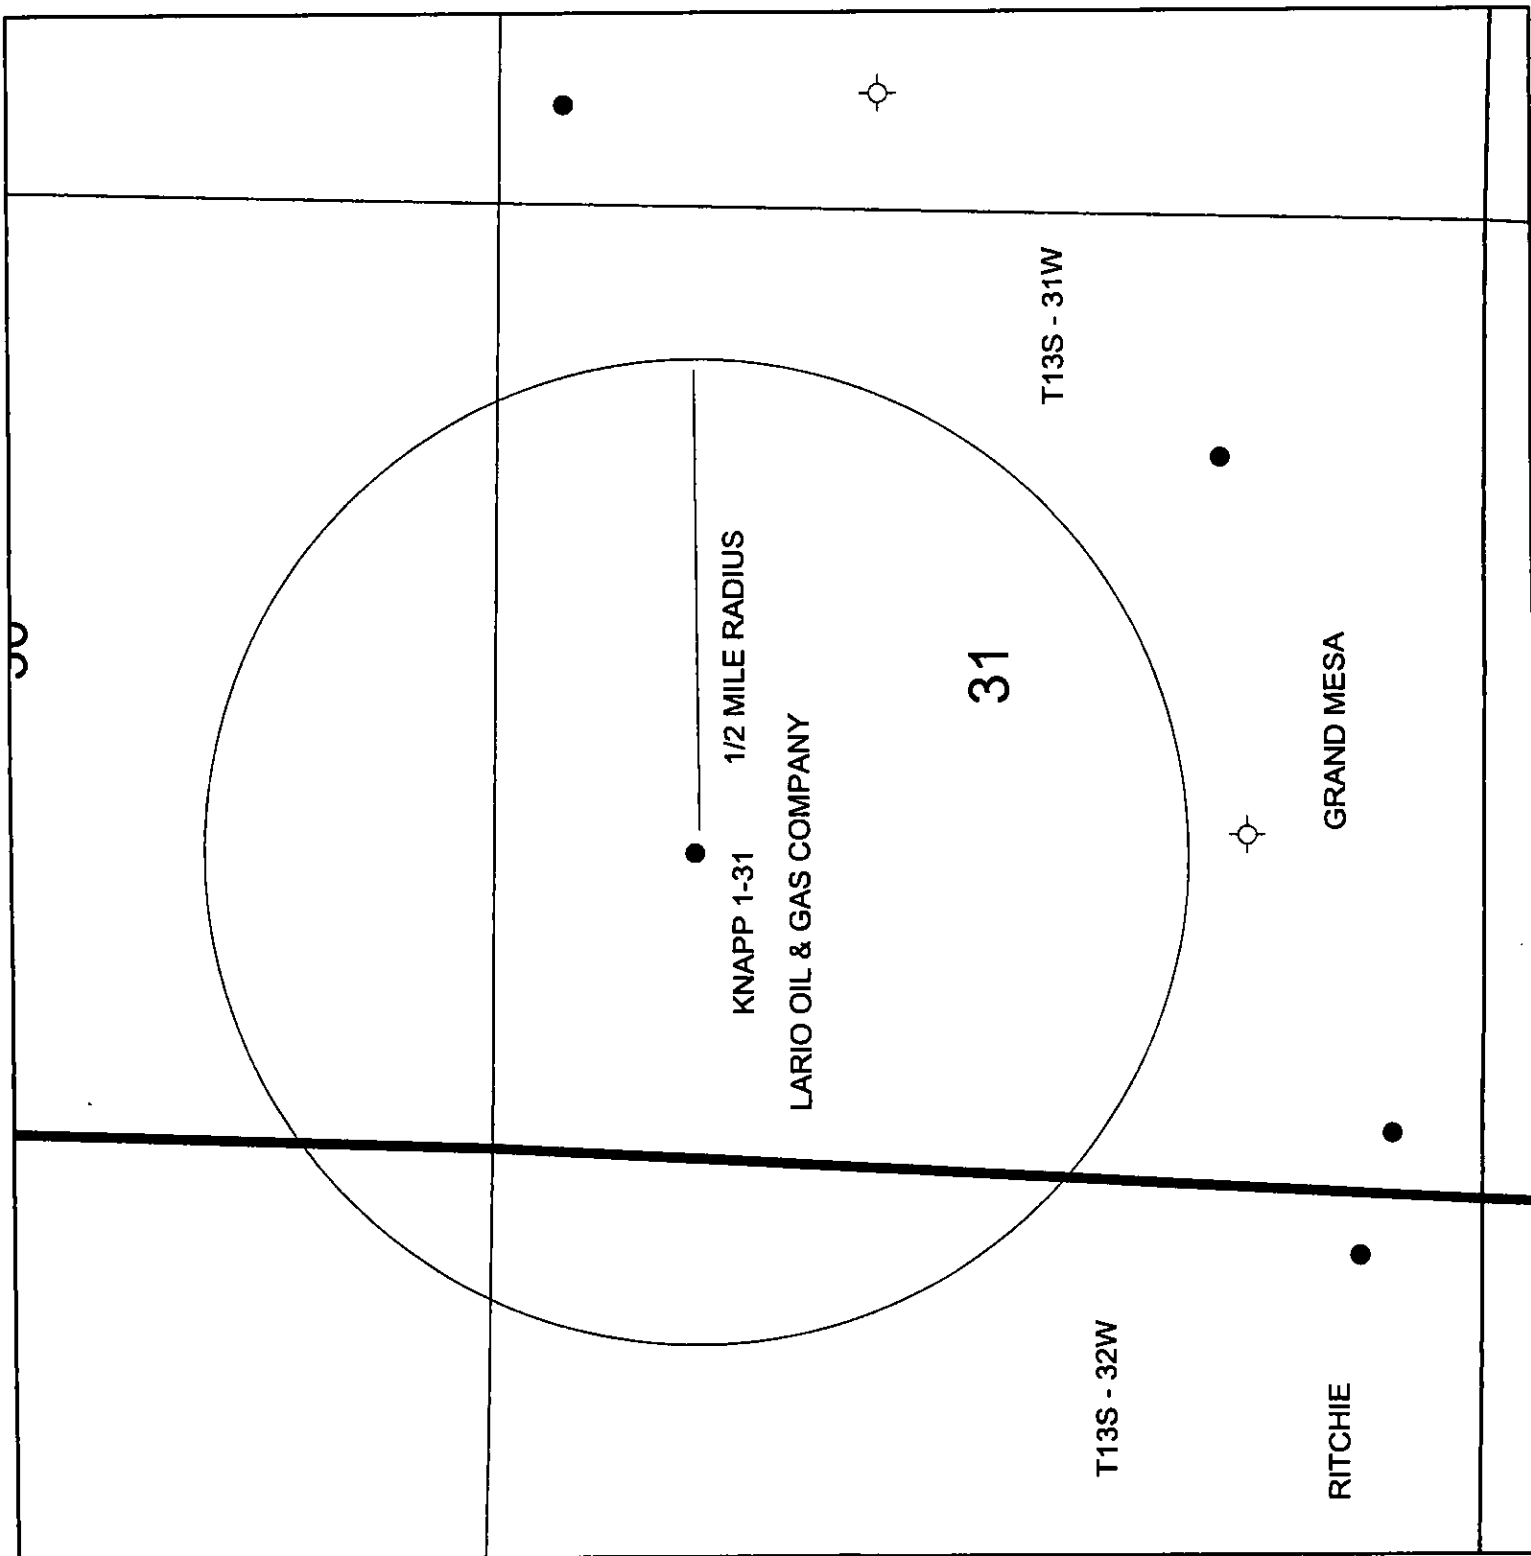 T13S - 31W
1/2 MILE RADIUS
KNAPP 1-31
LARIO OIL & GAS COMPANY
31
GRAND MESA
T13S - 32W
RITCHIE